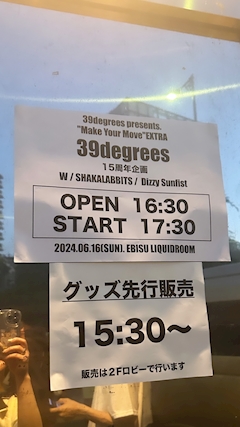 39degrees presents.
"Make Your Move"EXTRA
39degrees
15周年企画
W / SHAKALABBITS / Dizzy Sunfist
OPEN 16:30
START 17:30
2024.06.16(SUN). EBISU LIQUIDROOM
グッズ先行販売
15:30〜
販売は2Fロビーで行います